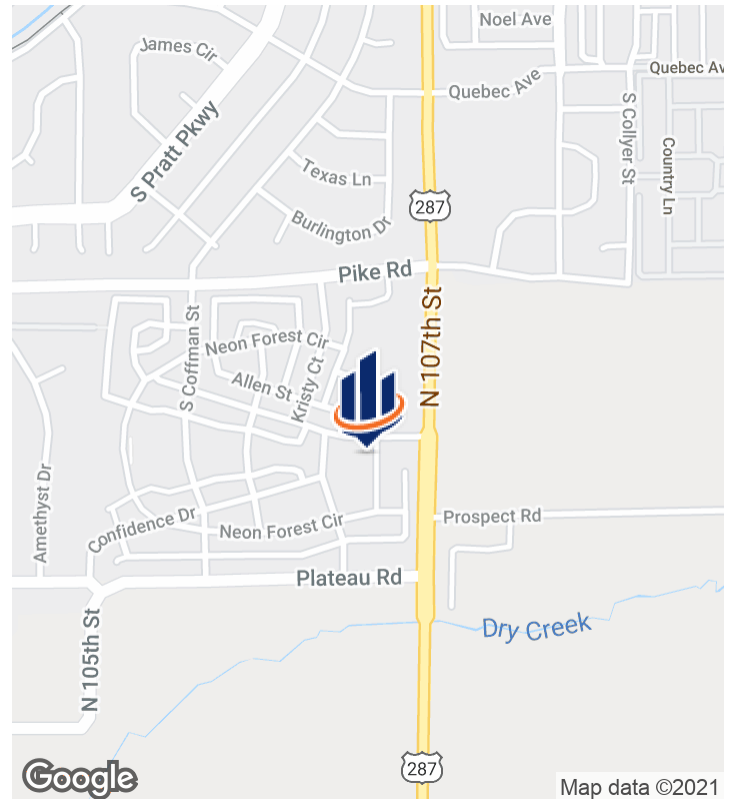 Noel Ave
James Cir
Quebec Av
Quebec Ave
S Collyer St
S Pratt Pkwy
Country Ln
Texas Ln
287
Burlington Dr
Pike Rd
N 107th St
S Coffman St
Neon Forest Cir
Kristy Ct
Allen St
Amethyst Dr
Confidence Dr
Neon Forest Cir
Prospect Rd
Plateau Rd
N 105th St
Dry Creek
287
Google
Map data ©2021